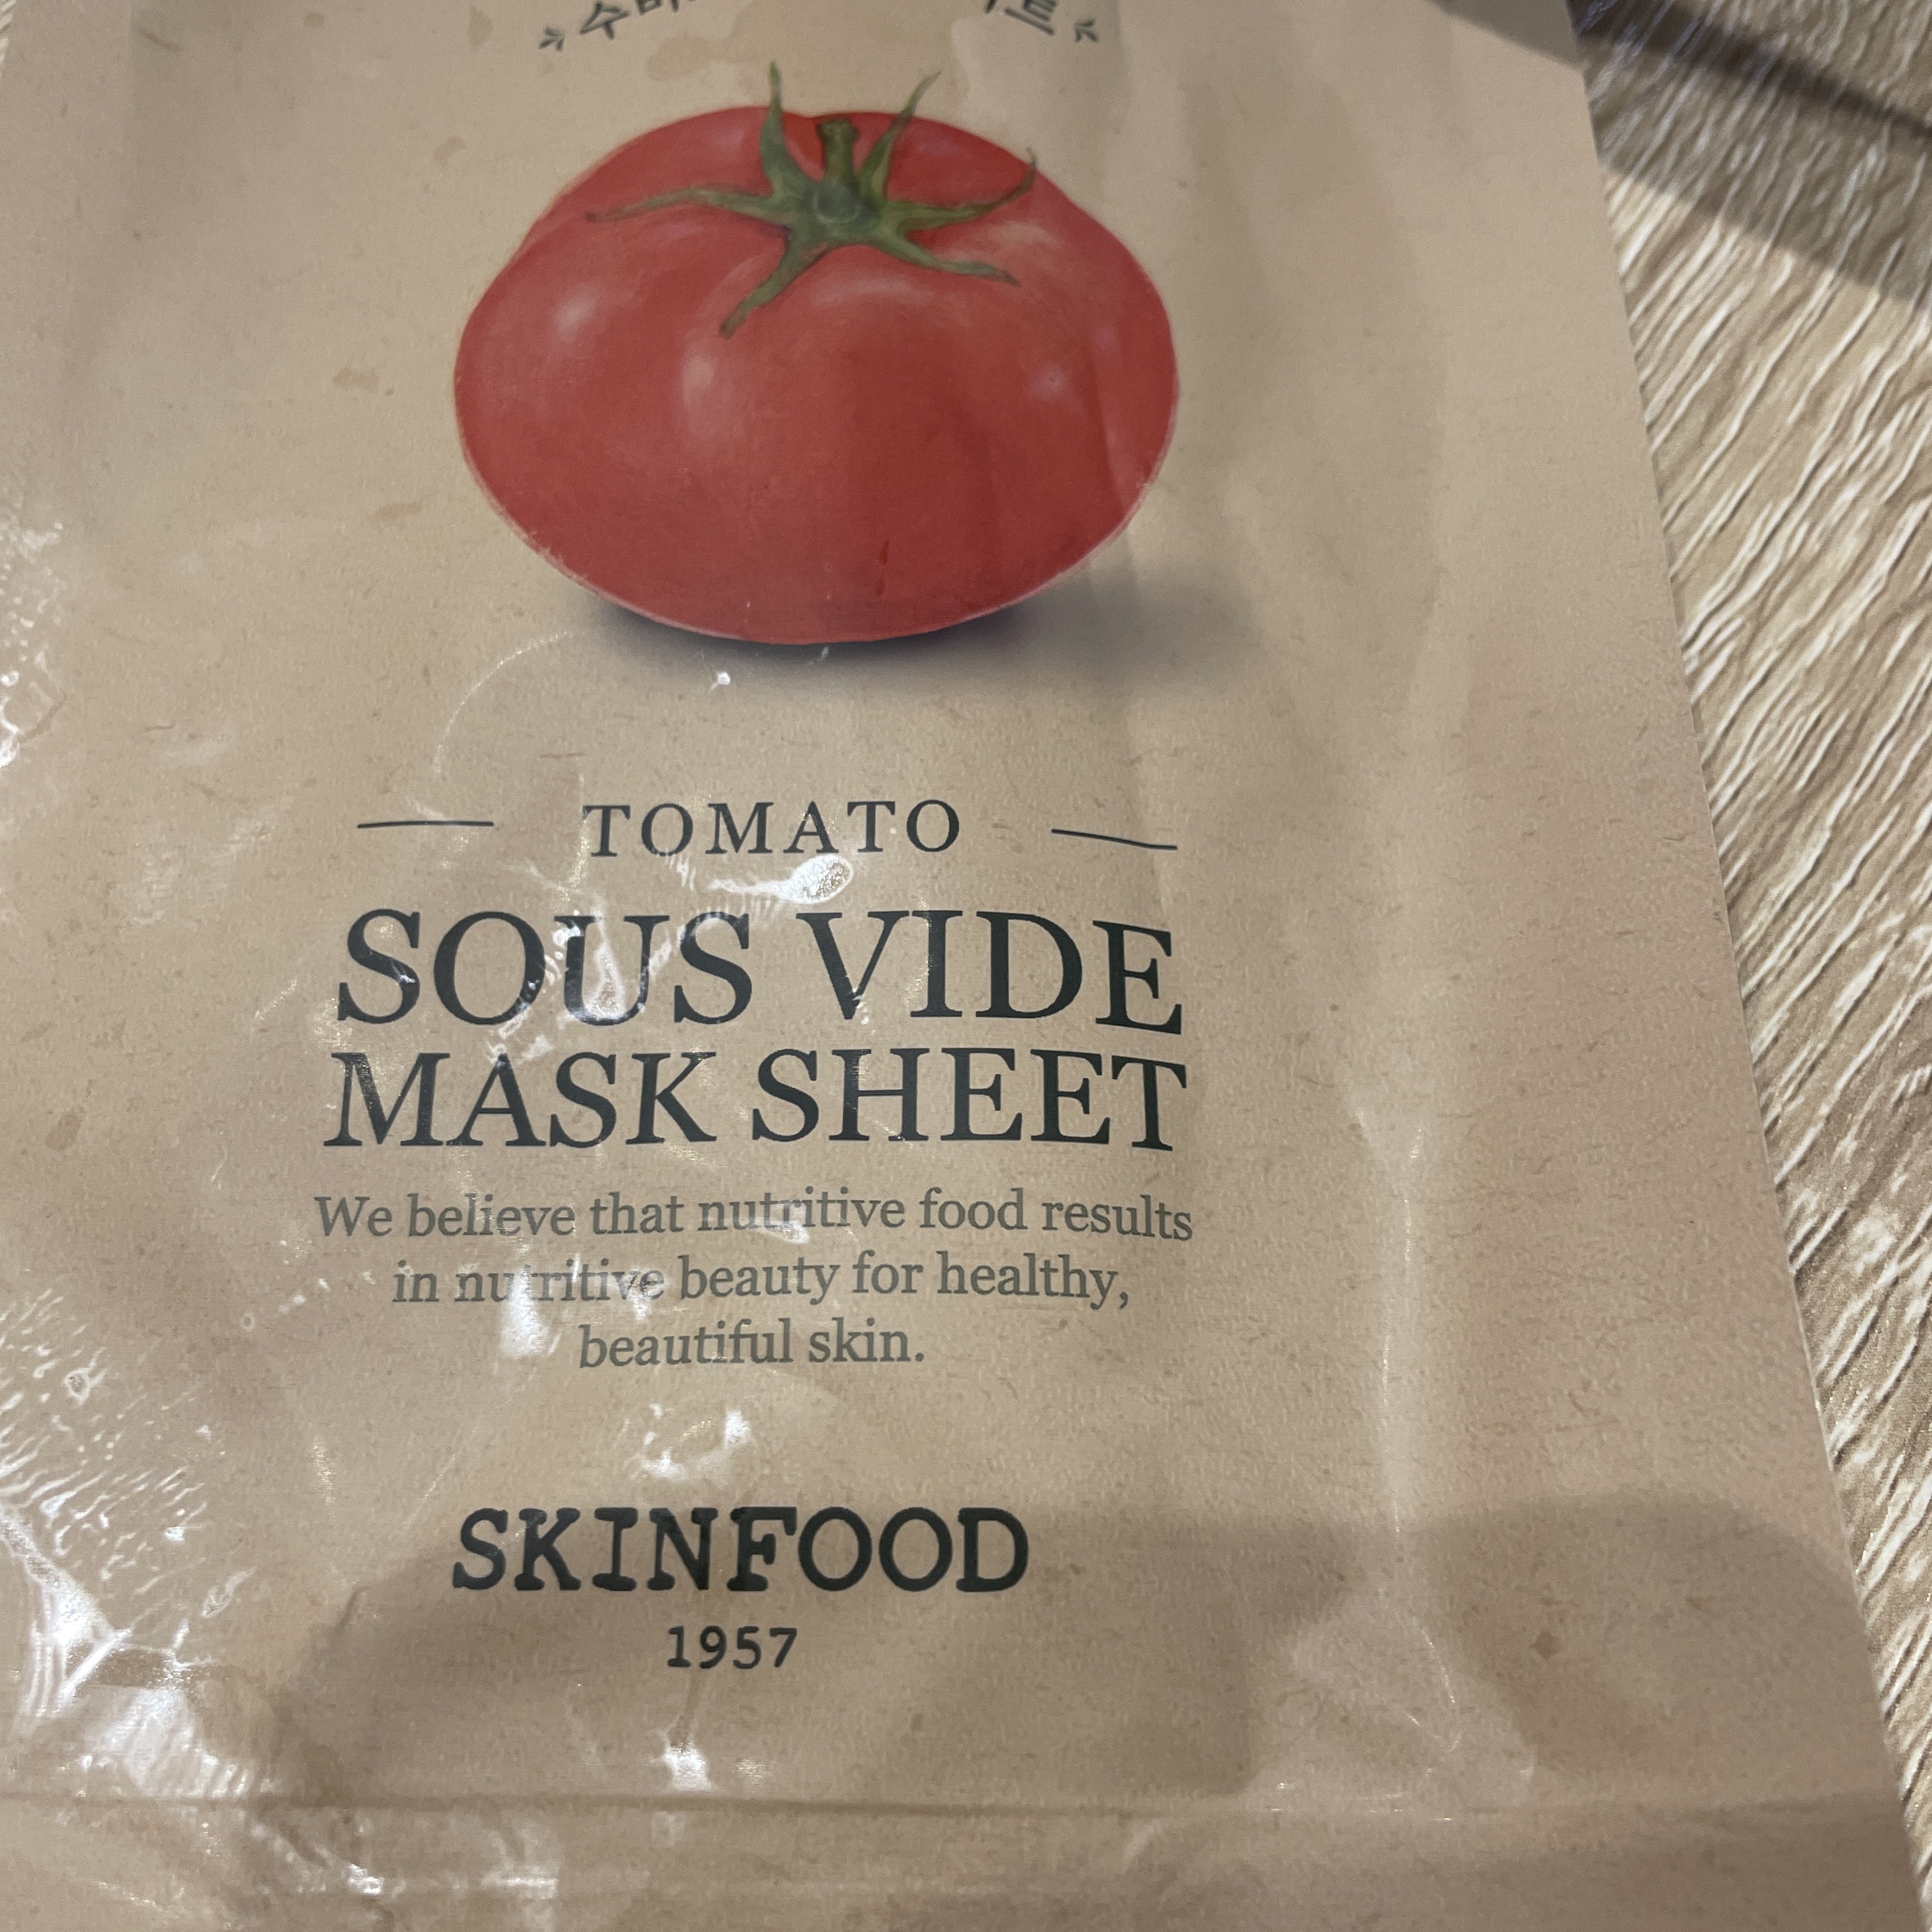 TOMATO
SOUS VIDE
MASK SHEET
We believe that nutritive food results
in nutritive beauty for healthy,
beautiful skin.
SKINFOOD
1957